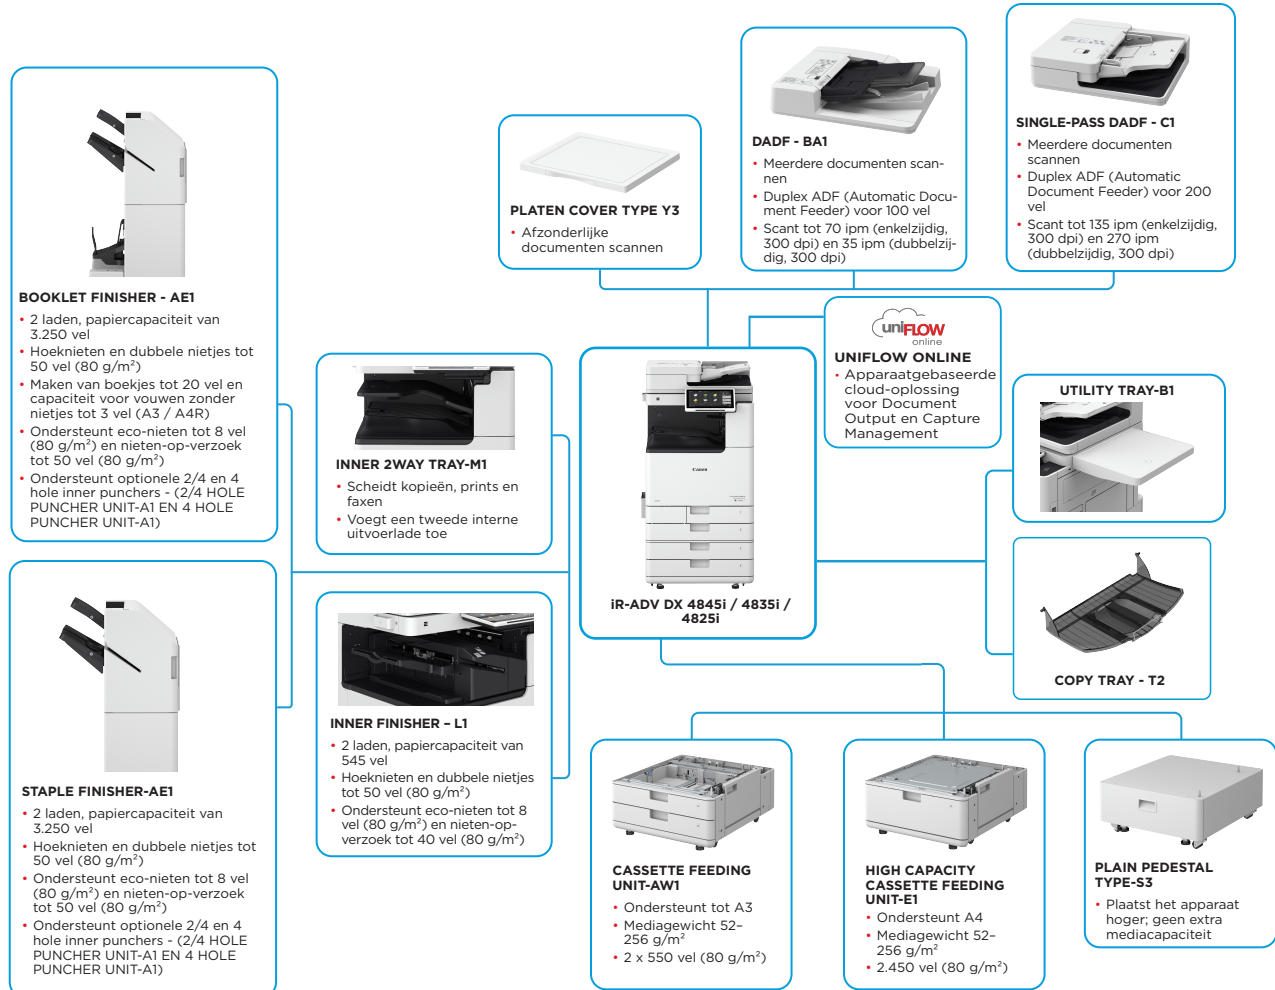 BOOKLET FINISHER - AE1
• 2 laden, papiercapaciteit van
3.250 vel
• Hoeknieten en dubbele nietjes tot
50 vel (80 g/m²)
• Maken van boekjes tot 20 vel en
capaciteit voor vouwen zonder
nietjes tot 3 vel (A3 / A4R)
• Ondersteunt eco-nieten tot 8 vel
(80 g/m²) en nieten-op-verzoek
tot 50 vel (80 g/m²)
• Ondersteunt optionele 2/4 en 4
hole inner punchers - (2/4 HOLE
PUNCHER UNIT-A1 EN 4 HOLE
PUNCHER UNIT-A1)
STAPLE FINISHER-AE1
• 2 laden, papiercapaciteit van
3.250 vel
• Hoeknieten en dubbele nietjes tot
50 vel (80 g/m²)
• Ondersteunt eco-nieten tot 8 vel
(80 g/m²) en nieten-op-verzoek
tot 50 vel (80 g/m²)
• Ondersteunt optionele 2/4 en 4
hole inner punchers - (2/4 HOLE
PUNCHER UNIT-A1 EN 4 HOLE
PUNCHER UNIT-A1)
INNER 2WAY TRAY-M1
• Scheidt kopieën, prints en
faxen
• Voegt een tweede interne
uitvoerlade toe
INNER FINISHER – L1
• 2 laden, papiercapaciteit van
545 vel
• Hoeknieten en dubbele nietjes
tot 50 vel (80 g/m²)
• Ondersteunt eco-nieten tot 8
vel (80 g/m²) en nieten-op-
verzoek tot 40 vel (80 g/m²)
PLATEN COVER TYPE Y3
• Afzonderlijke
documenten scannen
DADF - BA1
• Meerdere documenten scan-
nen
• Duplex ADF (Automatic Docu-
ment Feeder) voor 100 vel
• Scant tot 70 ipm (enkelzijdig,
300 dpi) en 35 ipm (dubbelzij-
dig, 300 dpi)
SINGLE-PASS DADF - C1
• Meerdere documenten
scannen
• Duplex ADF (Automatic
Document Feeder) voor 200
vel
• Scant tot 135 ipm (enkelzijdig,
300 dpi) en 270 ipm
(dubbelzijdig, 300 dpi)
uniFLOW
online
UNIFLOW ONLINE
• Apparaatgebaseerde
cloud-oplossing
voor Document
Output en Capture
Management
Canon
iR-ADV DX 4845i / 4835i /
4825i
UTILITY TRAY-B1
COPY TRAY - T2
CASSETTE FEEDING
UNIT-AW1
• Ondersteunt tot A3
• Mediagewicht 52–
256 g/m²
• 2 x 550 vel (80 g/m²)
HIGH CAPACITY
CASSETTE FEEDING
UNIT-E1
• Ondersteunt A4
• Mediagewicht 52–
256 g/m²
• 2.450 vel (80 g/m²)
PLAIN PEDESTAL
TYPE-S3
• Plaatst het apparaat
hoger; geen extra
mediacapaciteit